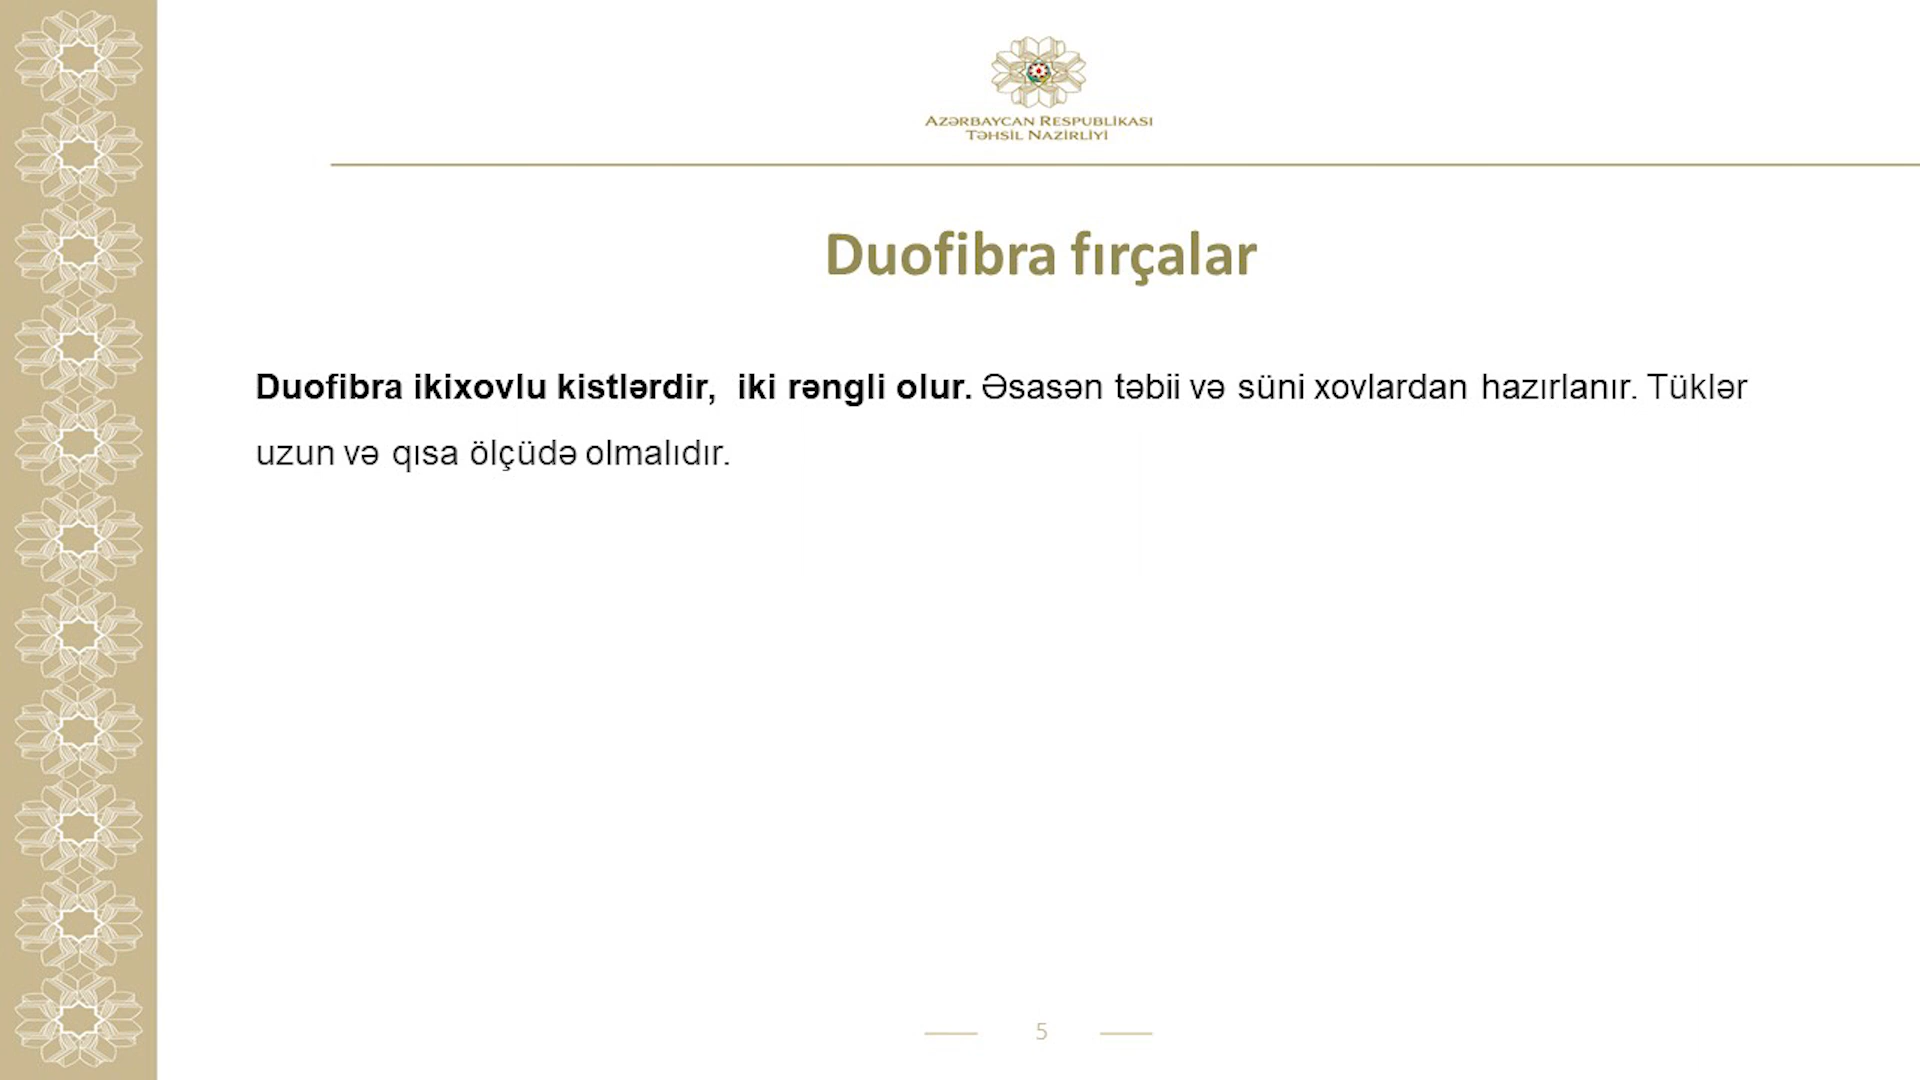 Azərbaycan Respublikası
Təhsil Nazirliyi
Duofibra fırçalar
Duofibra ikixovlu kistlərdir, iki rəngli olur. Əsasən təbii və süni xovlardan hazırlanır. Tüklər
uzun və qısa ölçüdə olmalıdır.
5